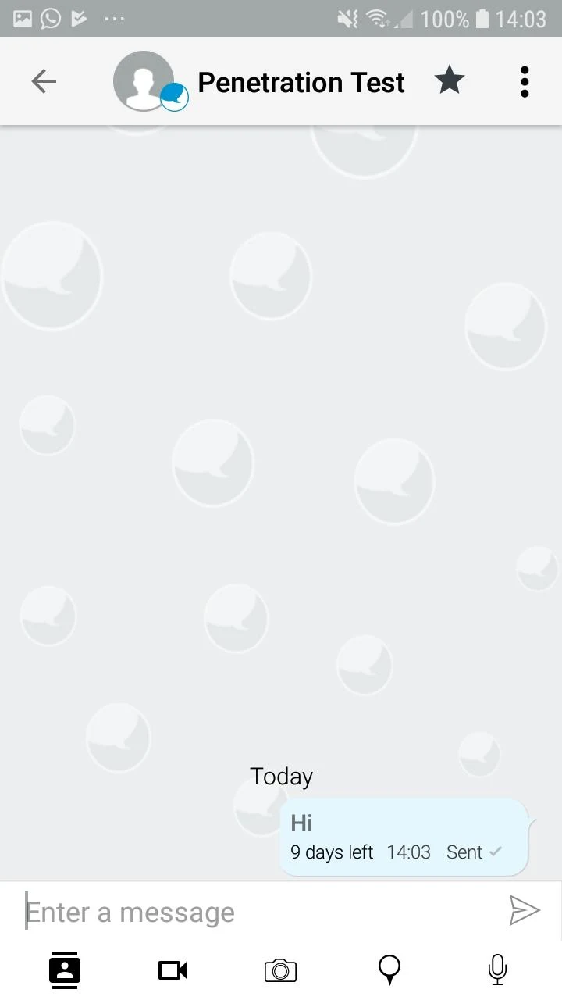 100% 14:03
Penetration Test
Today
Hi
9 days left 14:03 Sent
Enter a message